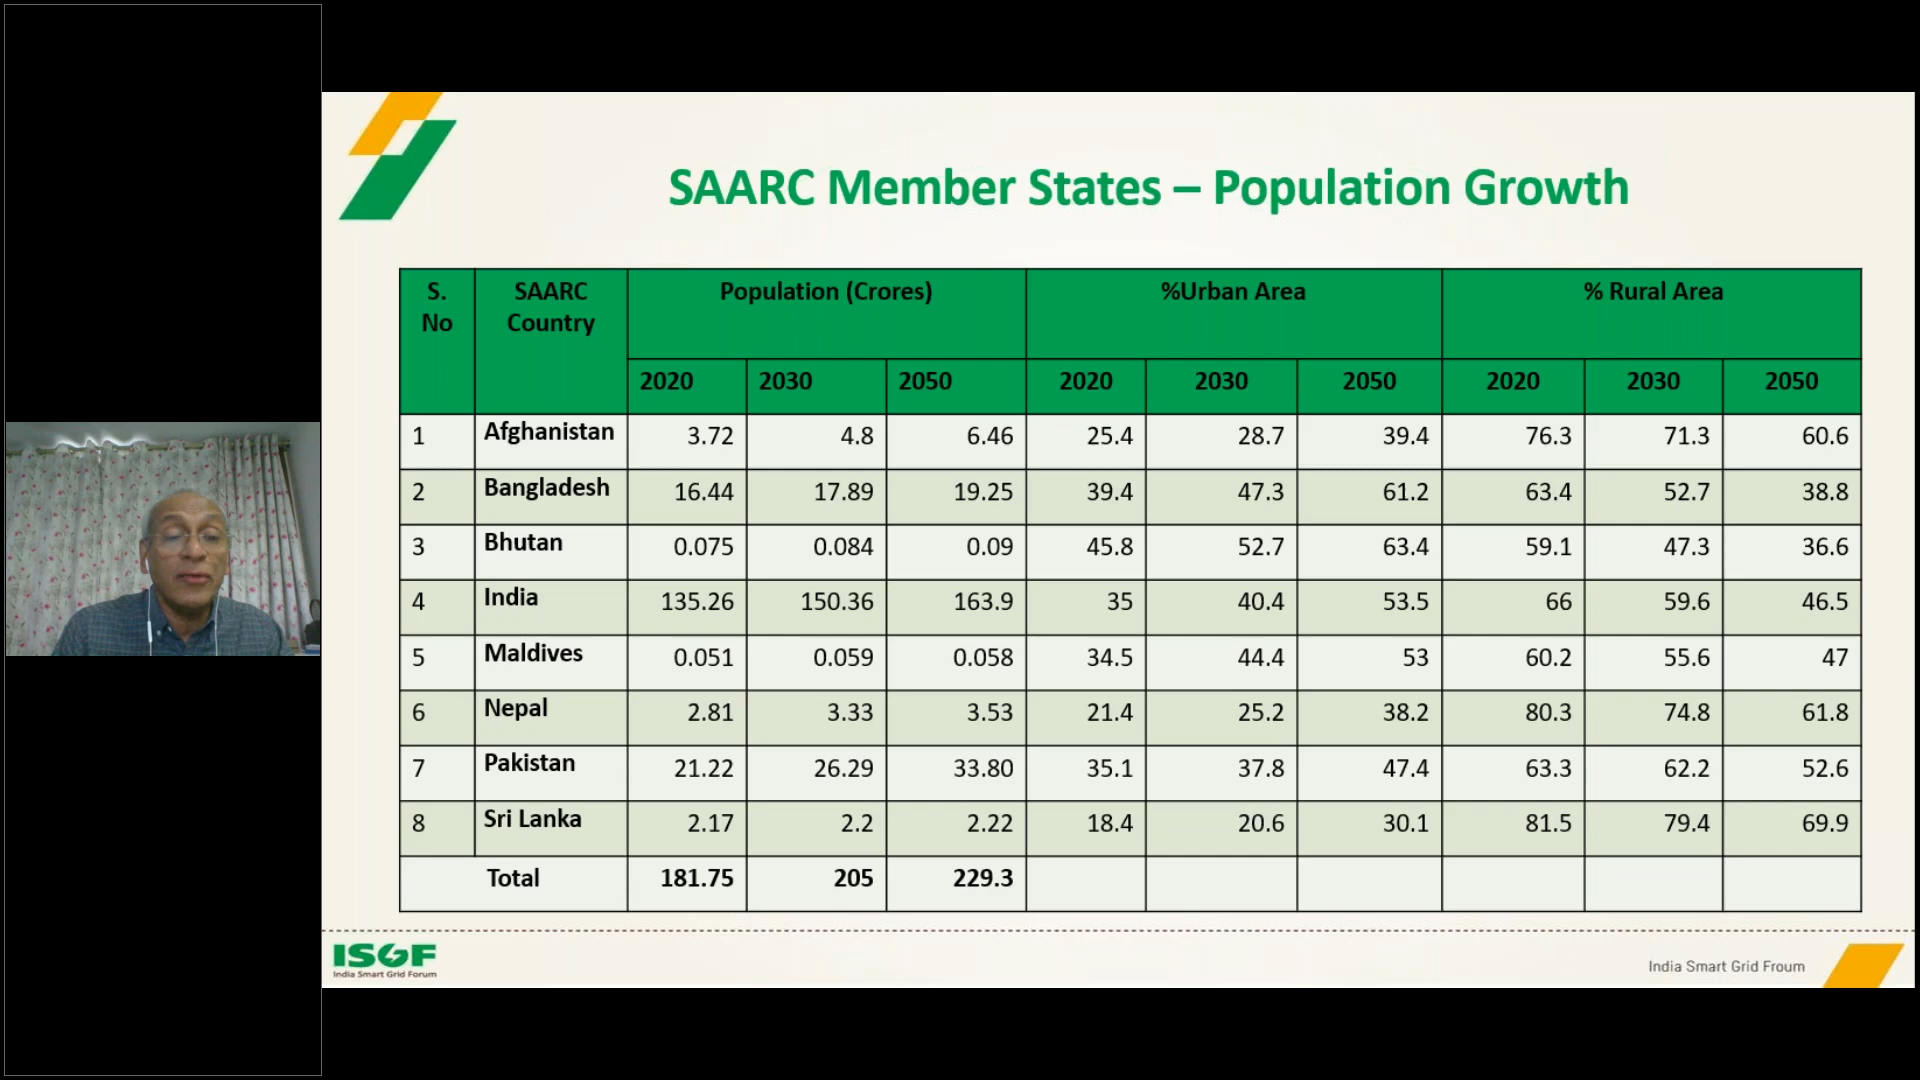 SAARC Member States – Population Growth
S. No SAARC Country Population (Crores) %Urban Area % Rural Area
2020 2030 2050 2020 2030 2050 2020 2030 2050
1 Afghanistan 3.72 4.8 6.46 25.4 28.7 39.4 76.3 71.3 60.6
2 Bangladesh 16.44 17.89 19.25 39.4 47.3 61.2 63.4 52.7 38.8
3 Bhutan 0.075 0.084 0.09 45.8 52.7 63.4 59.1 47.3 36.6
4 India 135.26 150.36 163.9 35 40.4 53.5 66 59.6 46.5
5 Maldives 0.051 0.059 0.058 34.5 44.4 53 60.2 55.6 47
6 Nepal 2.81 3.33 3.53 21.4 25.2 38.2 80.3 74.8 61.8
7 Pakistan 21.22 26.29 33.80 35.1 37.8 47.4 63.3 62.2 52.6
8 Sri Lanka 2.17 2.2 2.22 18.4 20.6 30.1 81.5 79.4 69.9
Total 181.75 205 229.3
ISGF
India Smart Grid Forum
India Smart Grid Froum